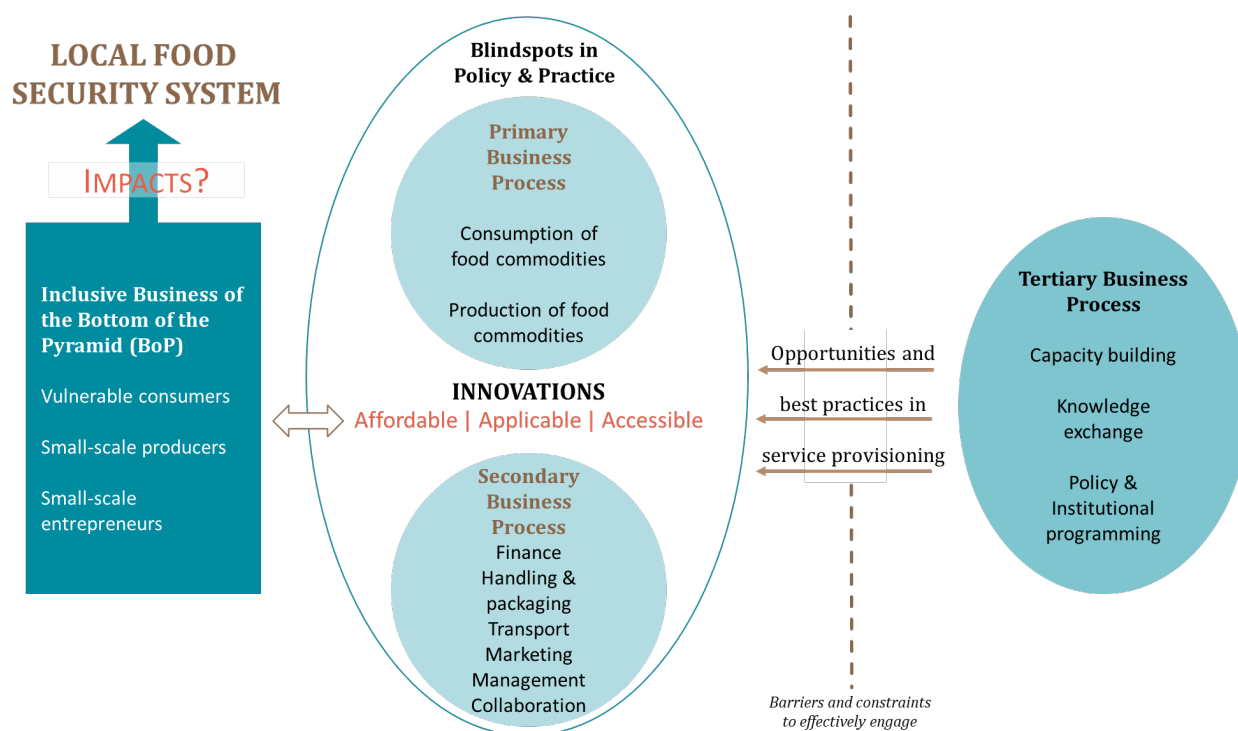 LOCAL FOOD
SECURITY SYSTEM
IMPACTS?
Inclusive Business of
the Bottom of the
Pyramid (BoP)
Vulnerable consumers
Small-scale producers
Small-scale
entrepreneurs
Blindspots in
Policy & Practice
Primary
Business
Process
Consumption of
food commodities
Production of food
commodities
INNOVATIONS
Affordable | Applicable | Accessible
Secondary
Business
Process
Finance
Handling &
packaging
Transport
Marketing
Management
Collaboration
Opportunities and
best practices in
service provisioning
Barriers and constraints
to effectively engage
Tertiary Business
Process
Capacity building
Knowledge
exchange
Policy &
Institutional
programming